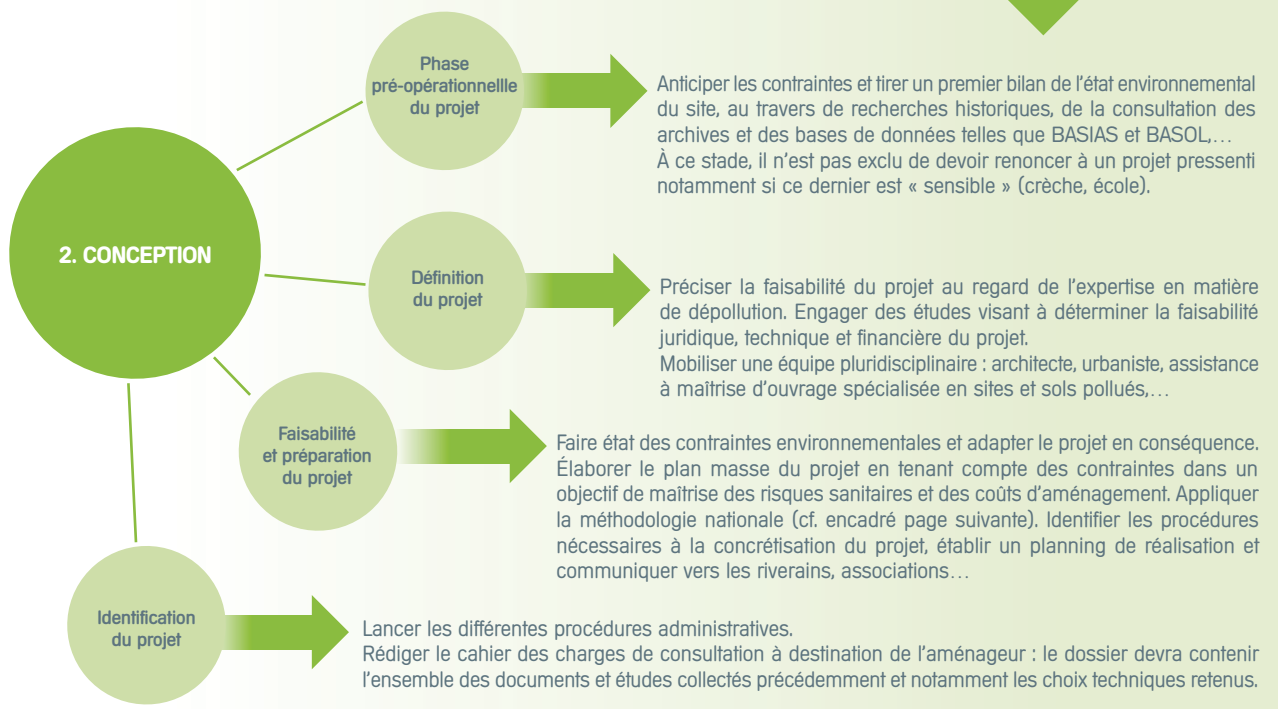 Phase
pré-opérationnellle
du projet
Anticiper les contraintes et tirer un premier bilan de l'état environnemental
du site, au travers de recherches historiques, de la consultation des
archives et des bases de données telles que BASIAS et BASOL,…
À ce stade, il n'est pas exclu de devoir renoncer à un projet pressenti
notamment si ce dernier est « sensible » (crèche, école).
2. CONCEPTION
Définition
du projet
Préciser la faisabilité du projet au regard de l'expertise en matière
de dépollution. Engager des études visant à déterminer la faisabilité
juridique, technique et financière du projet.
Mobiliser une équipe pluridisciplinaire : architecte, urbaniste, assistance
à maîtrise d'ouvrage spécialisée en sites et sols pollués,…
Faisabilité
et préparation
du projet
Faire état des contraintes environnementales et adapter le projet en conséquence.
Élaborer le plan masse du projet en tenant compte des contraintes dans un
objectif de maîtrise des risques sanitaires et des coûts d'aménagement. Appliquer
la méthodologie nationale (cf. encadré page suivante). Identifier les procédures
nécessaires à la concrétisation du projet, établir un planning de réalisation et
communiquer vers les riverains, associations…
Identification
du projet
Lancer les différentes procédures administratives.
Rédiger le cahier des charges de consultation à destination de l'aménageur : le dossier devra contenir
l'ensemble des documents et études collectés précédemment et notamment les choix techniques retenus.